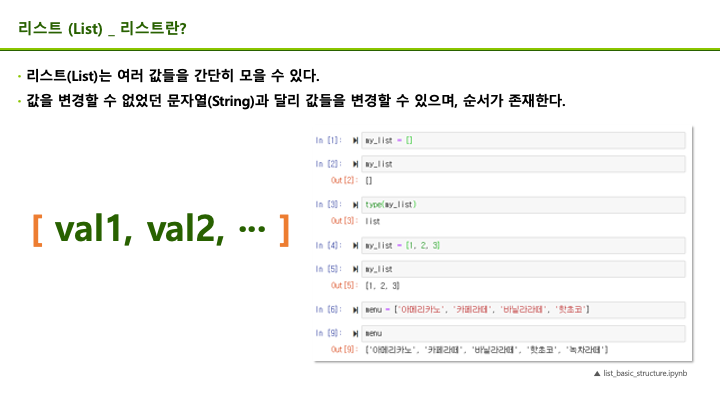 리스트 (List) _ 리스트란?
• 리스트(List)는 여러 값들을 간단히 모을 수 있다.
• 값을 변경할 수 없었던 문자열(String)과 달리 값들을 변경할 수 있으며, 순서가 존재한다.
[ val1, val2, ··· ]
In [1]: my_list = []
In [2]: my_list
Out[2]: []
In [3]: type(my_list)
Out[3]: list
In [4]: my_list = [1, 2, 3]
In [5]: my_list
Out[5]: [1, 2, 3]
In [6]: menu = ['아메리카노', '카페라떼', '바닐라라떼', '핫초코']
In [9]: menu
Out[9]: ['아메리카노', '카페라떼', '바닐라라떼', '핫초코', '녹차라떼']
▲ list_basic_structure.ipynb